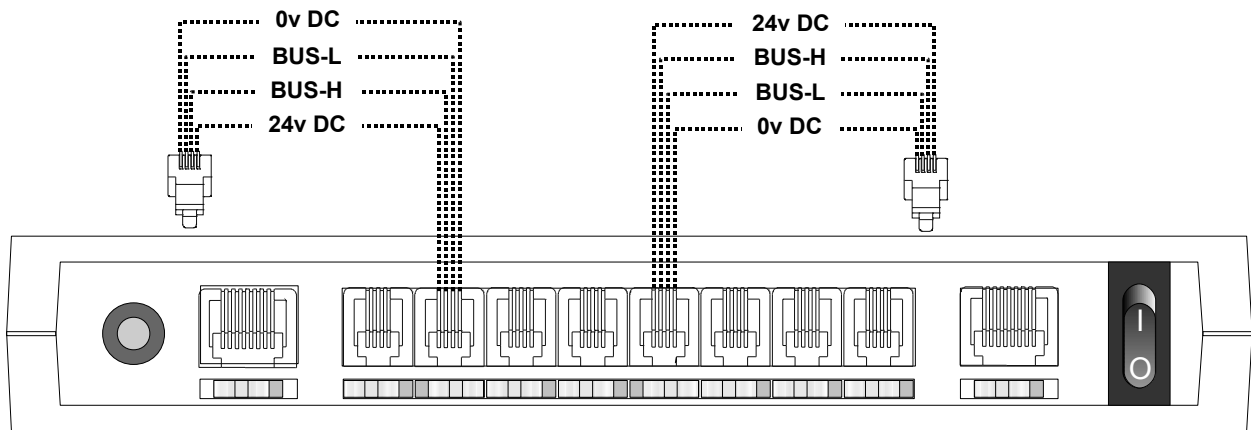 0v DC
BUS-L
BUS-H
24v DC
24v DC
BUS-H
BUS-L
0v DC
I
O